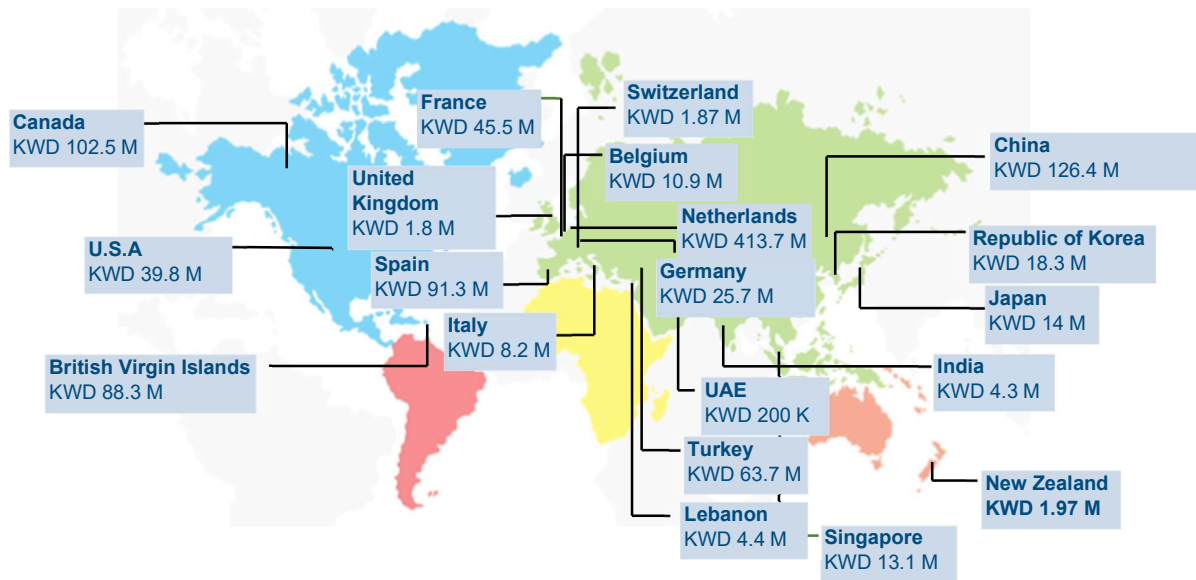 Canada
KWD 102.5 M
France
KWD 45.5 M
Switzerland
KWD 1.87 M
Belgium
KWD 10.9 M
China
KWD 126.4 M
United
Kingdom
KWD 1.8 M
Netherlands
KWD 413.7 M
U.S.A
KWD 39.8 M
Republic of Korea
KWD 18.3 M
Spain
KWD 91.3 M
Germany
KWD 25.7 M
Japan
KWD 14 M
Italy
KWD 8.2 M
British Virgin Islands
KWD 88.3 M
India
KWD 4.3 M
UAE
KWD 200 K
Turkey
KWD 63.7 M
New Zealand
KWD 1.97 M
Lebanon
KWD 4.4 M
Singapore
KWD 13.1 M